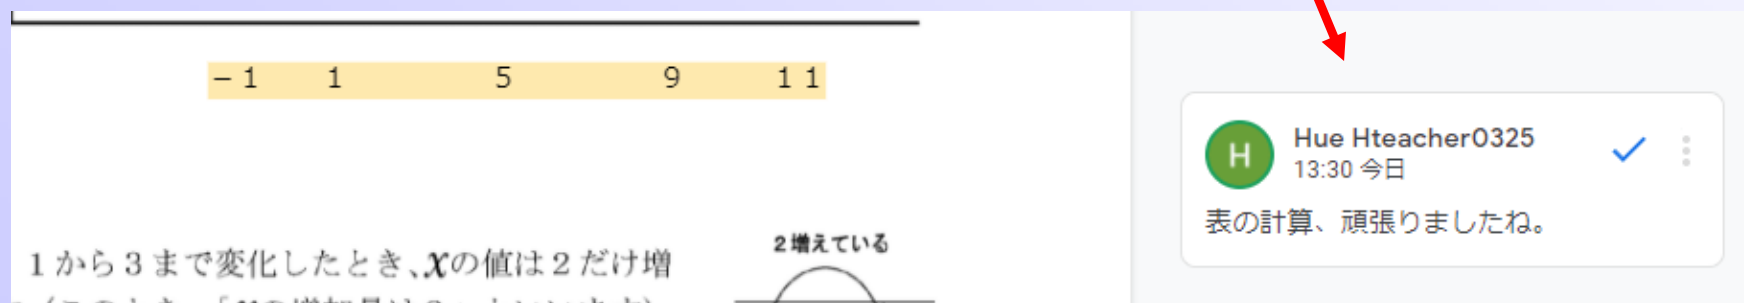 －1 1 5 9 11
H
Hue Hteacher0325
13:30 今日
表の計算、頑張りましたね。
2増えている
1から3まで変化したとき、xの値は2だけ増